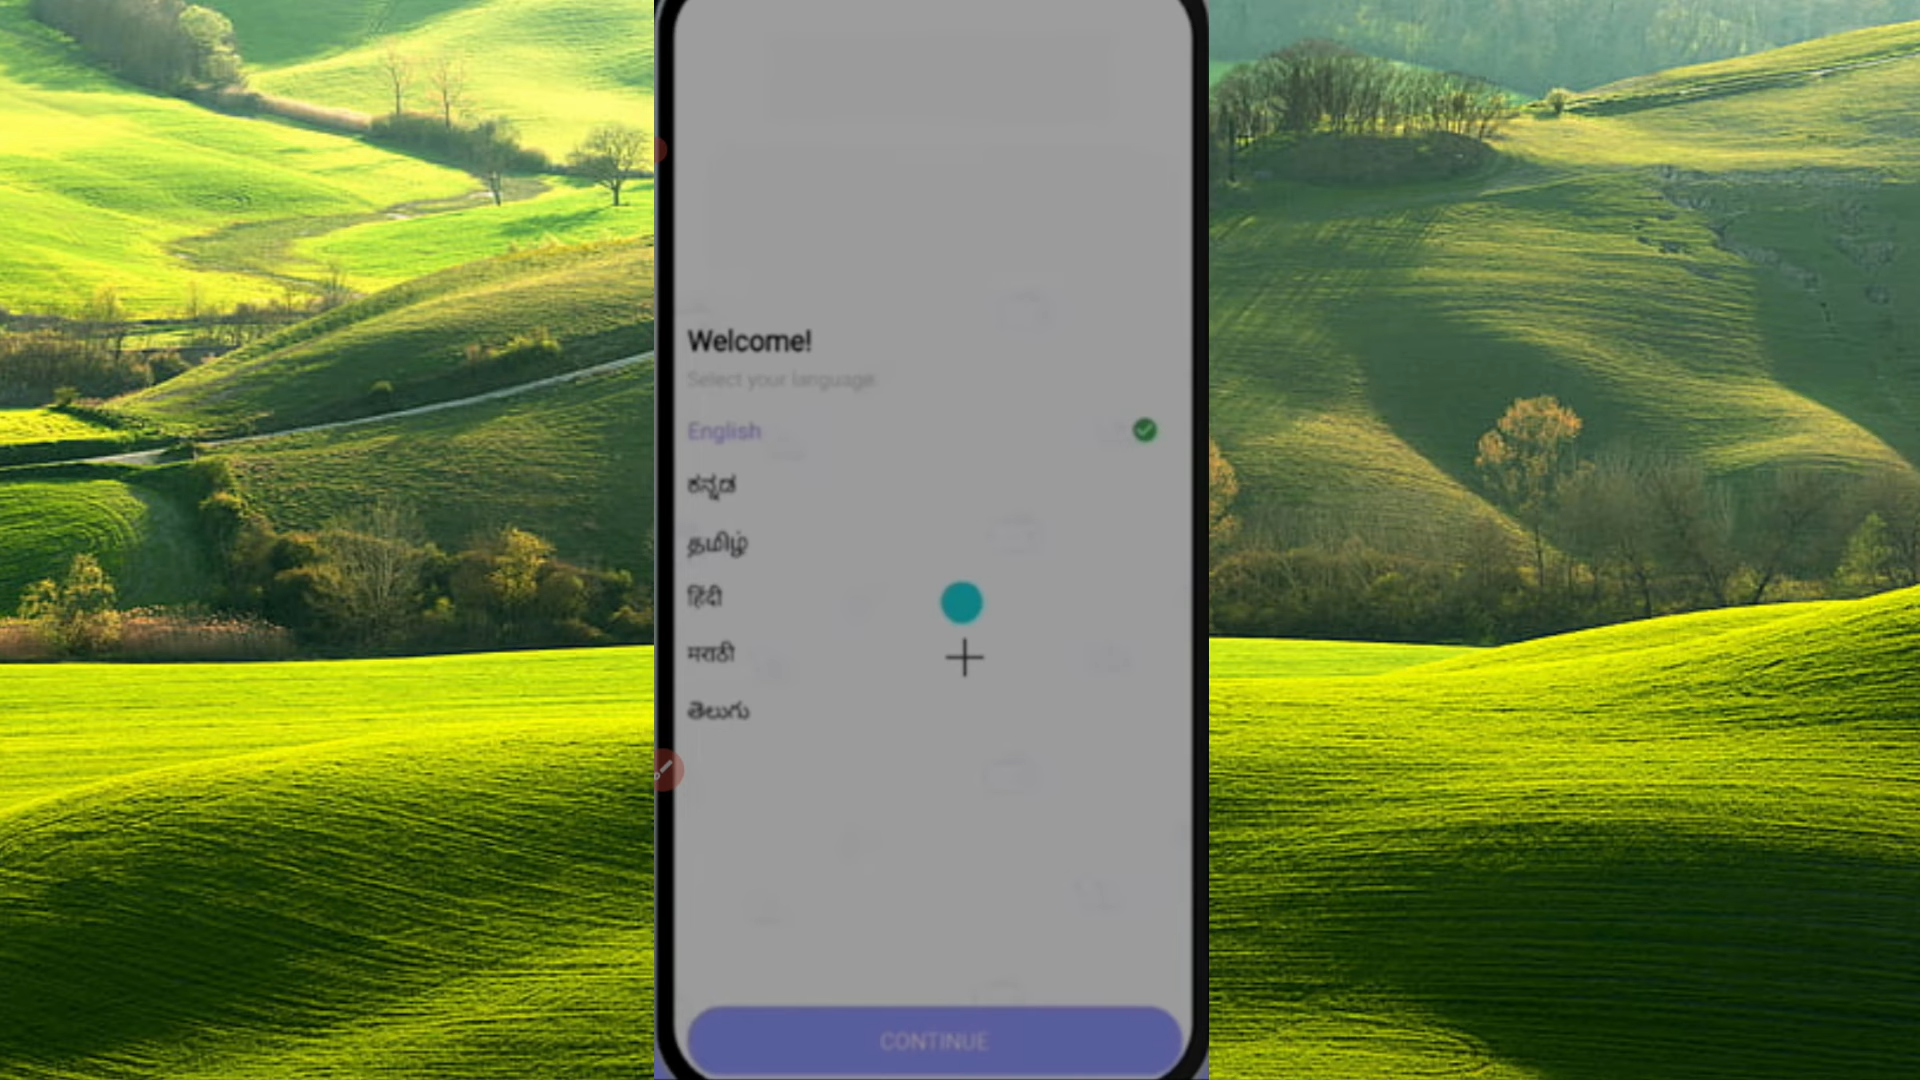 Welcome!
Select your language.
English
ಕನ್ನಡ
தமிழ்
हिंदी
मराठी
తెలుగు
CONTINUE